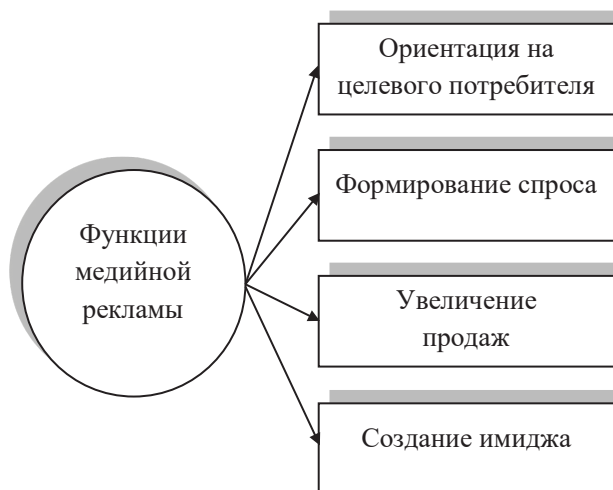 Функции
медийной
рекламы
Ориентация на
целевого потребителя
Формирование спроса
Увеличение
продаж
Создание имиджа